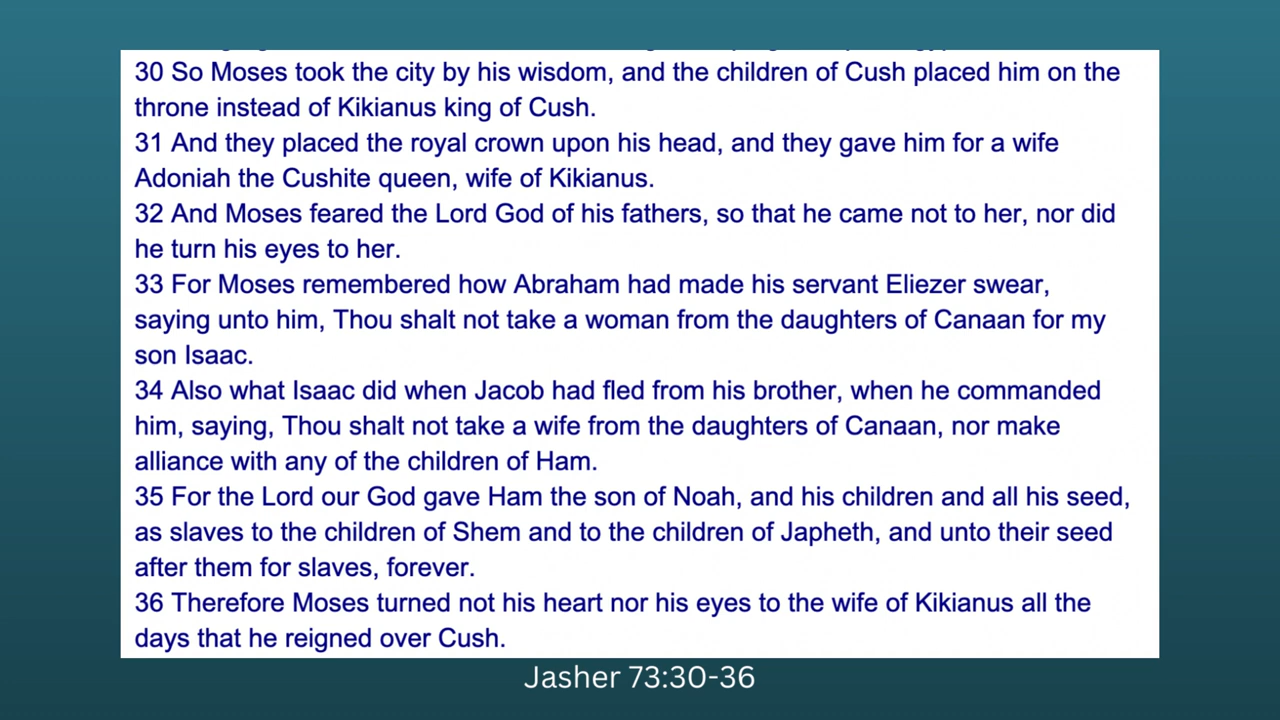 30 So Moses took the city by his wisdom, and the children of Cush placed him on the
throne instead of Kikianus king of Cush.
31 And they placed the royal crown upon his head, and they gave him for a wife
Adoniah the Cushite queen, wife of Kikianus.
32 And Moses feared the Lord God of his fathers, so that he came not to her, nor did
he turn his eyes to her.
33 For Moses remembered how Abraham had made his servant Eliezer swear,
saying unto him, Thou shalt not take a woman from the daughters of Canaan for my
son Isaac.
34 Also what Isaac did when Jacob had fled from his brother, when he commanded
him, saying, Thou shalt not take a wife from the daughters of Canaan, nor make
alliance with any of the children of Ham.
35 For the Lord our God gave Ham the son of Noah, and his children and all his seed,
as slaves to the children of Shem and to the children of Japheth, and unto their seed
after them for slaves, forever.
36 Therefore Moses turned not his heart nor his eyes to the wife of Kikianus all the
days that he reigned over Cush.
Jasher 73:30-36